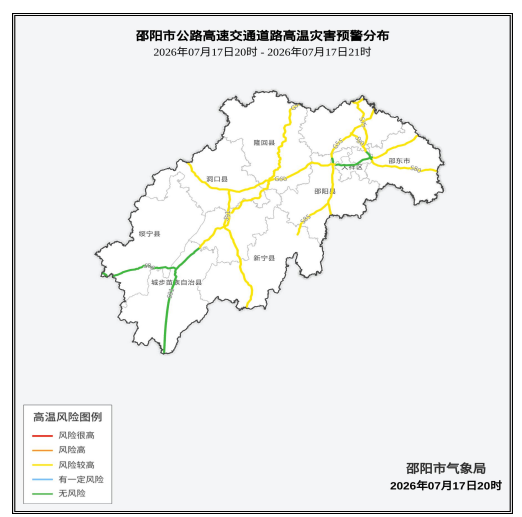 邵阳市公路高速交通道路高温灾害预警分布
2026年07月17日20时 - 2026年07月17日21时
隆回县
邵东市
洞口县
大祥区
邵阳县
绥宁县
新宁县
城步苗族自治县
高温风险图例
风险很高
风险高
风险较高
有一定风险
无风险
邵阳市气象局
2026年07月17日20时